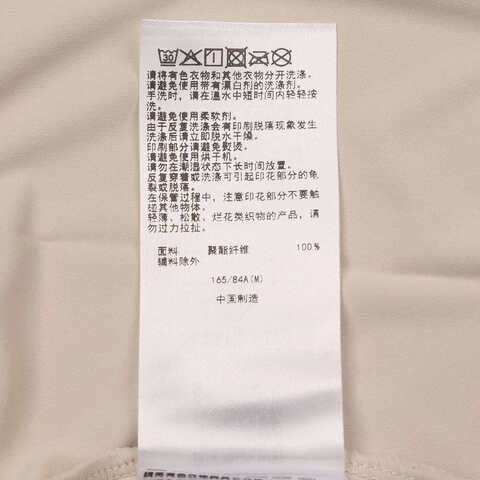 30
请将有色衣物和其他衣物分开洗涤。
请避免使用带有漂白剂的洗涤剂。
手洗时，请在温水中短时间内轻轻按
洗。
请避免使用柔软剂。
由于反复洗涤会有印刷脱落现象发生
洗涤后请立即脱水干燥。
印刷部分请避免熨烫。
请避免使用烘干机。
请勿在潮湿状态下长时间放置。
反复穿着或洗涤可引起印花部分的龟
裂或脱落。
在保管过程中，注意印花部分不要触
碰其他物体。
轻薄、松散、烂花类织物的产品，请
勿过力拉扯。
面料 聚酯纤维 100%
辅料除外
165/84A(M)
中国制造